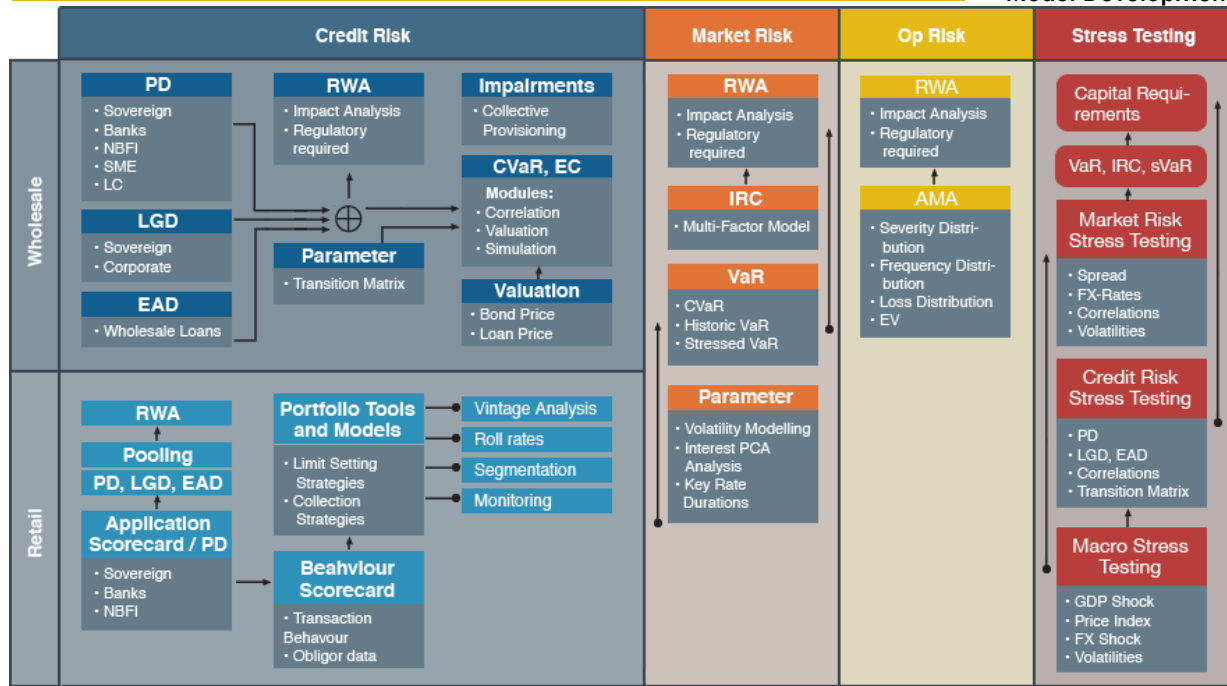 Model Development
Credit Risk
Market Risk
Op Risk
Stress Testing
Wholesale
PD
· Sovereign
· Banks
· NBFI
· SME
· LC
LGD
· Sovereign
· Corporate
EAD
· Wholesale Loans
RWA
· Impact Analysis
· Regulatory
required
Parameter
· Transition Matrix
Impairments
· Collective
Provisioning
CVaR, EC
Modules:
· Correlation
· Valuation
· Simulation
Valuation
· Bond Price
· Loan Price
Retail
RWA
Pooling
PD, LGD, EAD
Application
Scorecard / PD
· Sovereign
· Banks
· NBFI
Portfolio Tools
and Models
· Limit Setting
Strategies
· Collection
Strategies
Beahviour
Scorecard
· Transaction
Behavour
· Obligor data
Vintage Analysis
Roll rates
Segmentation
Monitoring
RWA
· Impact Analysis
· Regulatory
required
IRC
· Multi-Factor Model
VaR
· CVaR
· Historic VaR
· Stressed VaR
Parameter
· Volatility Modelling
· Interest PCA
Analysis
· Key Rate
Durations
RWA
· Impact Analysis
· Regulatory
required
AMA
· Severity Distri-
bution
· Frequency Distri-
bution
· Loss Distribution
· EV
Capital Requi-
rements
VaR, IRC, sVaR
Market Risk
Stress Testing
· Spread
· FX-Rates
· Correlations
· Volatilities
Credit Risk
Stress Testing
· PD
· LGD, EAD
· Correlations
· Transition Matrix
Macro Stress
Testing
· GDP Shock
· Price Index
· FX Shock
· Volatilities